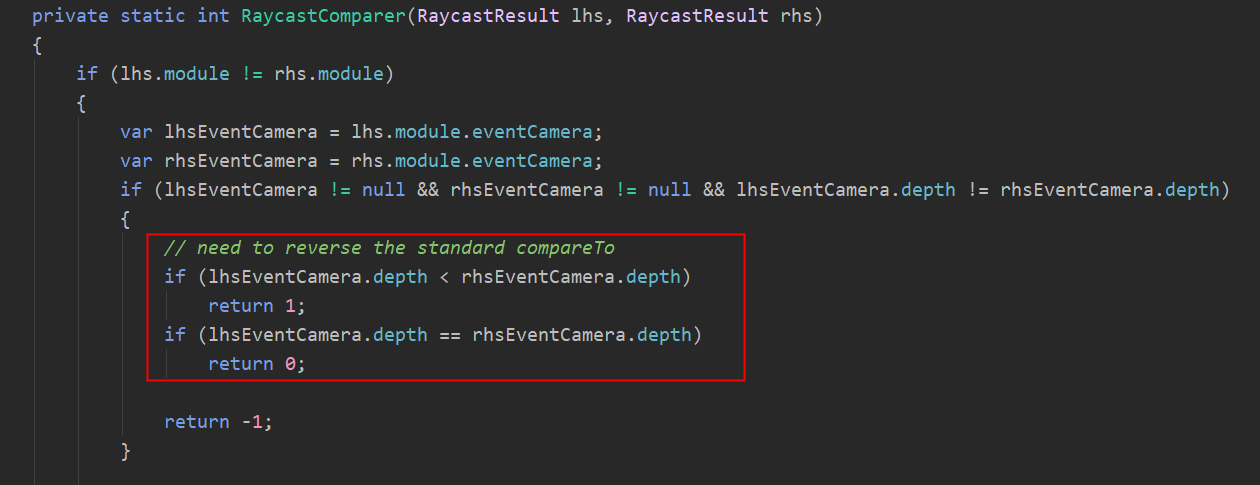 private static int RaycastComparer(RaycastResult lhs, RaycastResult rhs)
{
if (lhs.module != rhs.module)
{
var lhsEventCamera = lhs.module.eventCamera;
var rhsEventCamera = rhs.module.eventCamera;
if (lhsEventCamera != null && rhsEventCamera != null && lhsEventCamera.depth != rhsEventCamera.depth)
{
// need to reverse the standard compareTo
if (lhsEventCamera.depth < rhsEventCamera.depth)
return 1;
if (lhsEventCamera.depth == rhsEventCamera.depth)
return 0;
return -1;
}